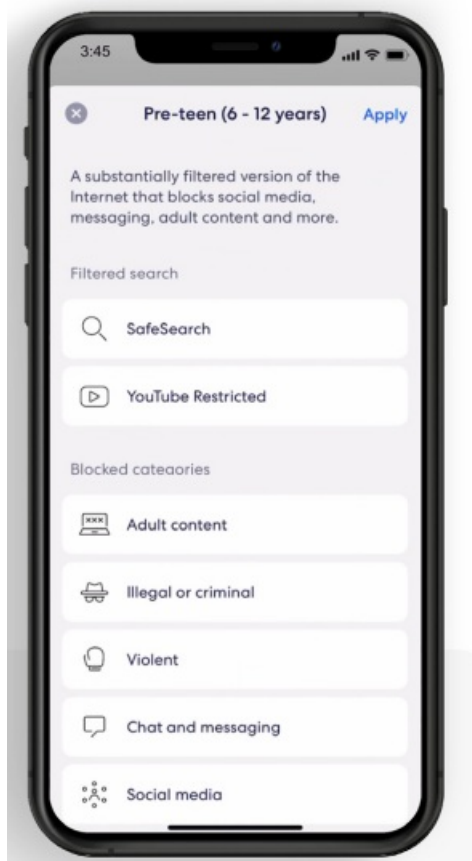 3:45
Pre-teen (6 - 12 years)
Apply
A substantially filtered version of the
Internet that blocks social media,
messaging, adult content and more.
Filtered search
SafeSearch
YouTube Restricted
Blocked categories
xxx
Adult content
Illegal or criminal
Violent
Chat and messaging
Social media